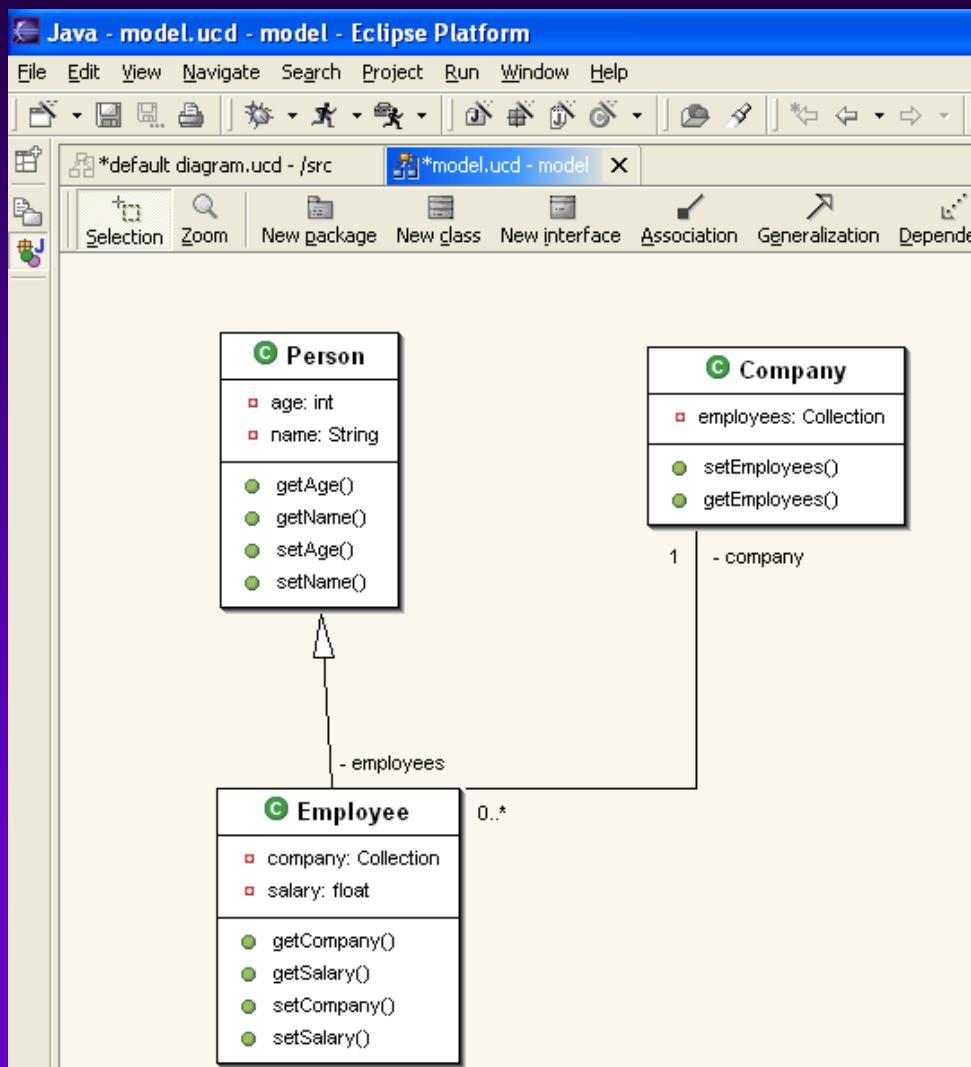 Java - model.ucd - model - Eclipse Platform
File Edit View Navigate Search Project Run Window Help
*default diagram.ucd - /src *model.ucd - model
Selection Zoom New package New class New interface Association Generalization Depende
Person
age: int
name: String
getAge()
getName()
setAge()
setName()
Company
employees: Collection
setEmployees()
getEmployees()
1 - company
- employees
0..*
Employee
company: Collection
salary: float
getCompany()
getSalary()
setCompany()
setSalary()